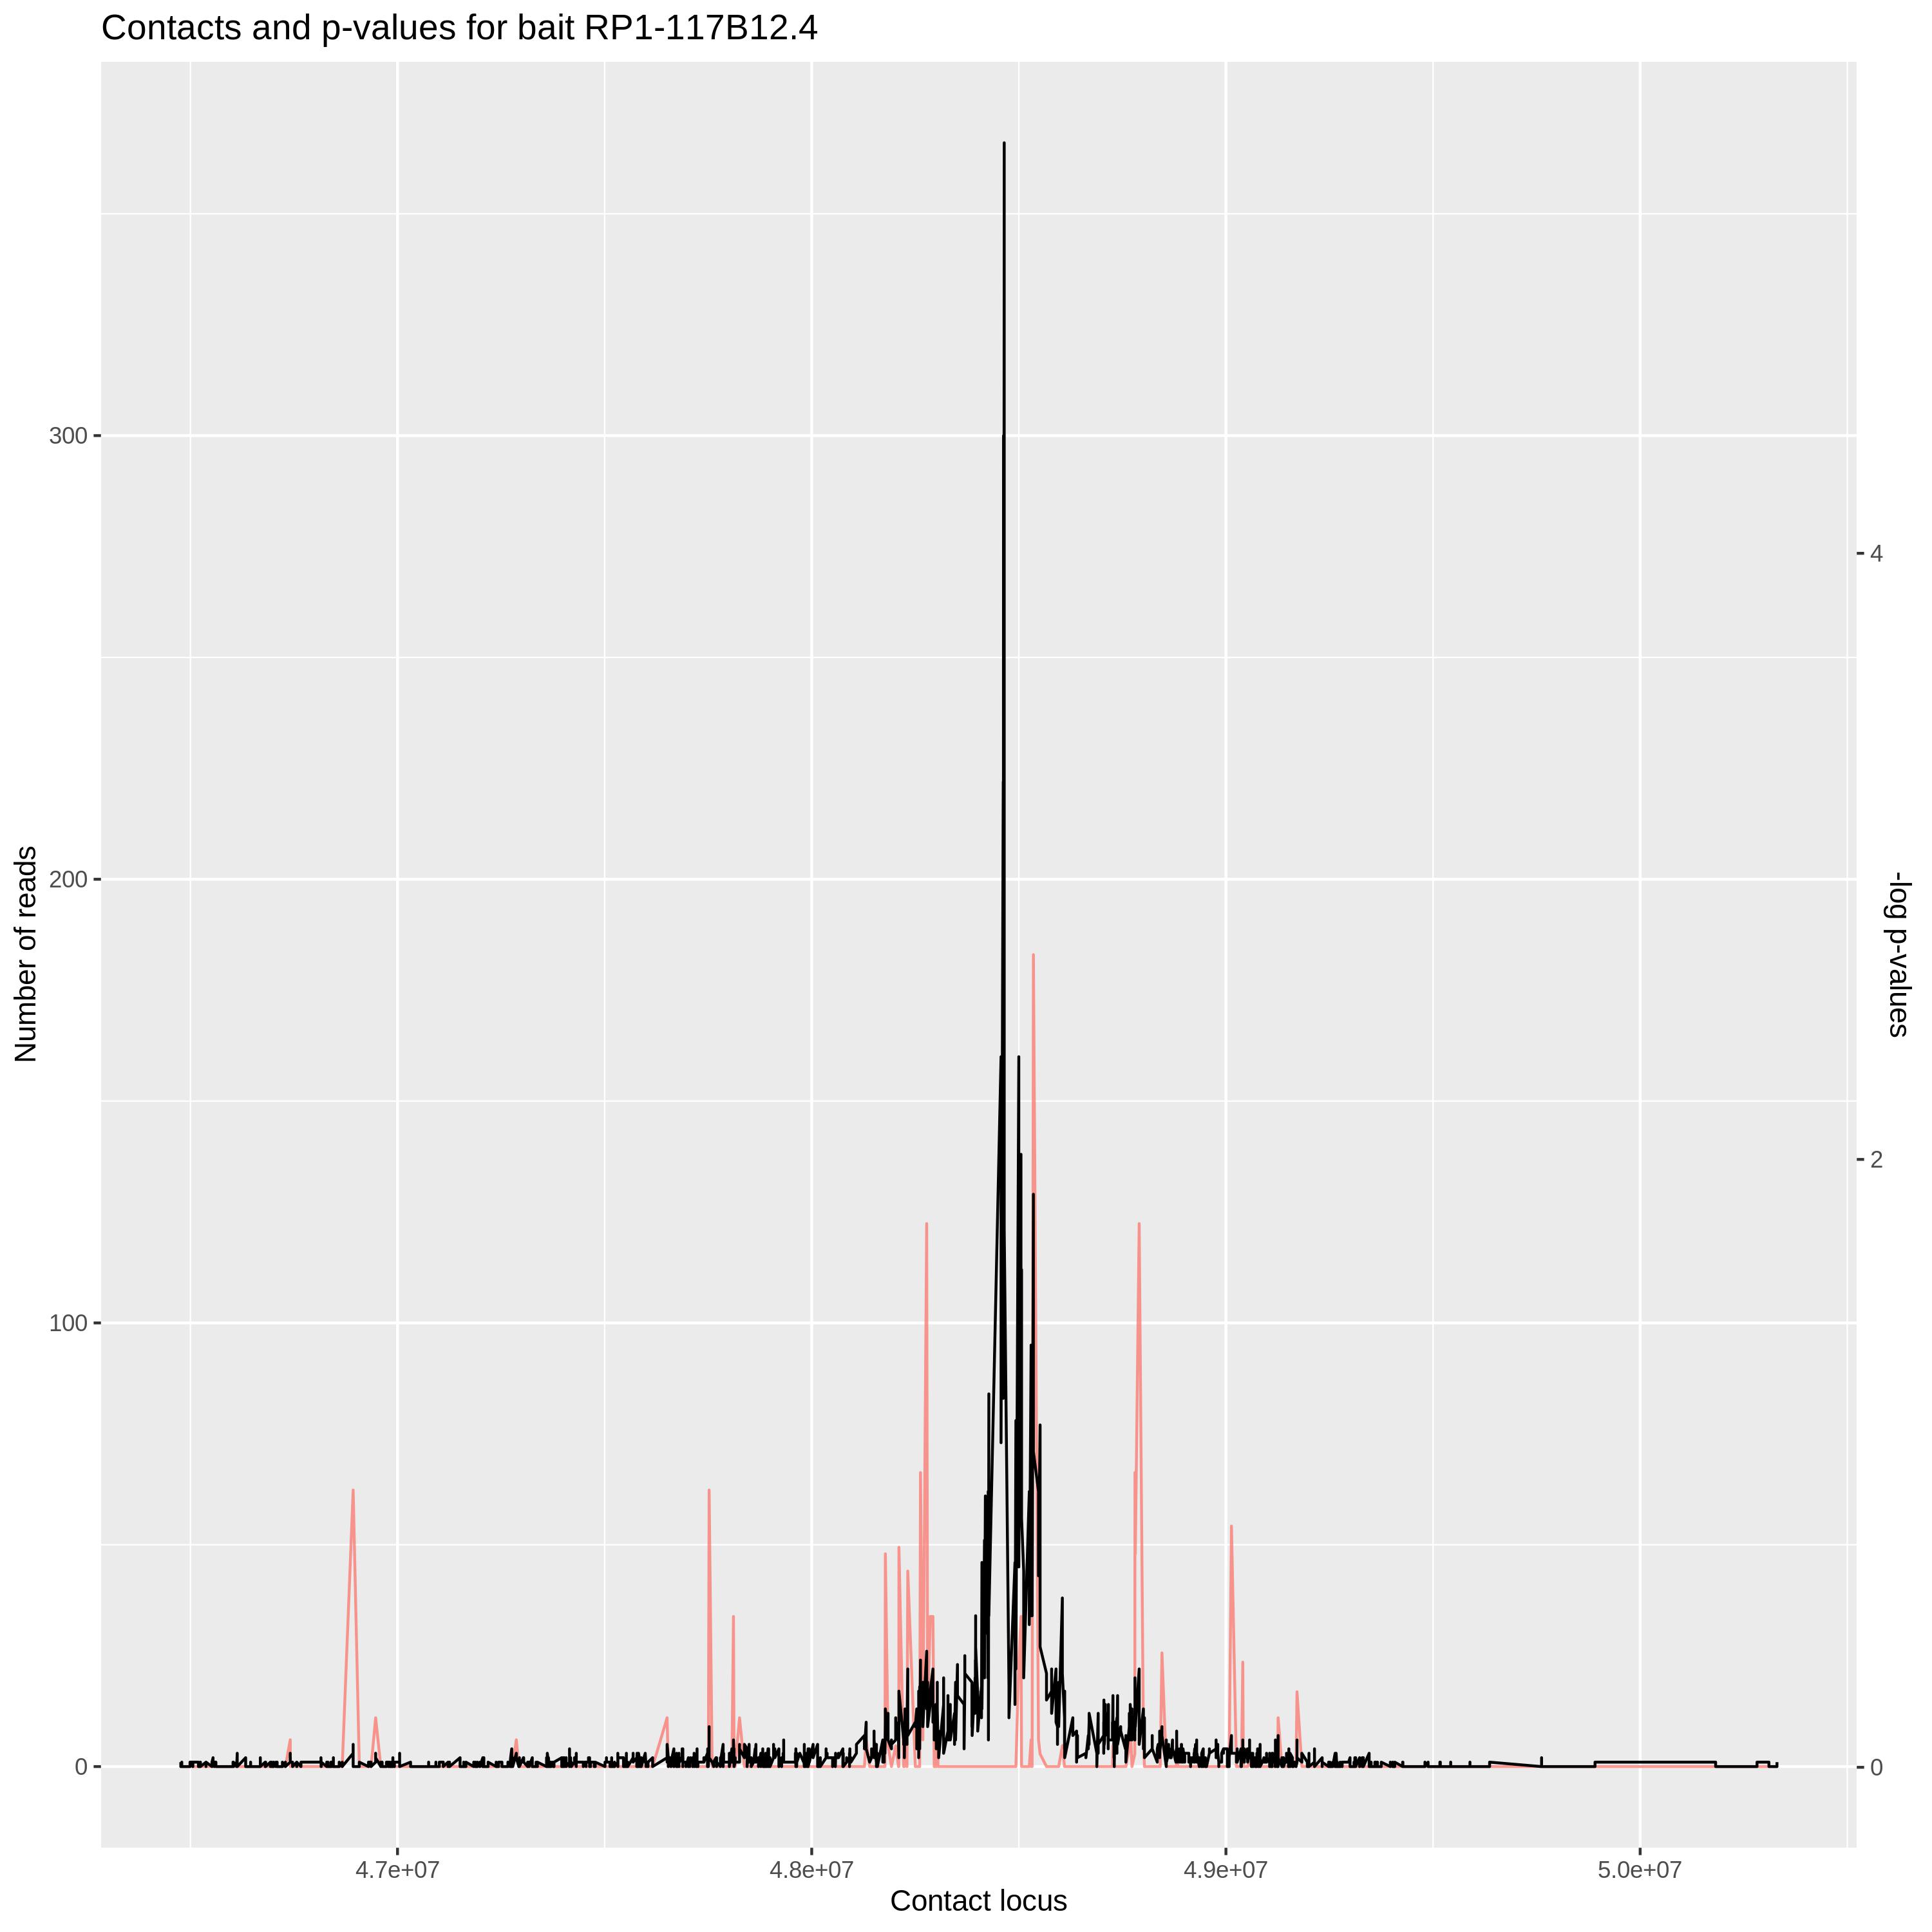 Contacts and p-values for bait RP1-117B12.4
Number of reads
300
200
100
0
4
2
0
-log p-values
4.7e+07
4.8e+07
4.9e+07
5.0e+07
Contact locus